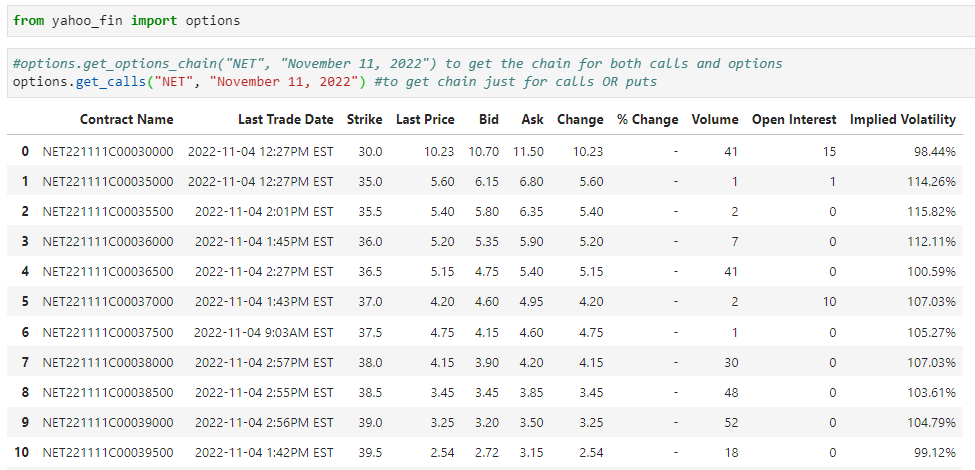 from yahoo_fin import options
#options.get_options_chain("NET", "November 11, 2022") to get the chain for both calls and options
options.get_calls("NET", "November 11, 2022") #to get chain just for calls OR puts
Contract Name Last Trade Date Strike Last Price Bid Ask Change % Change Volume Open Interest Implied Volatility
0 NET221111C00030000 2022-11-04 12:27PM EST 30.0 10.23 10.70 11.50 10.23 - 41 15 98.44%
1 NET221111C00035000 2022-11-04 12:27PM EST 35.0 5.60 6.15 6.80 5.60 - 1 1 114.26%
2 NET221111C00035500 2022-11-04 2:01PM EST 35.5 5.40 5.80 6.35 5.40 - 2 0 115.82%
3 NET221111C00036000 2022-11-04 1:45PM EST 36.0 5.20 5.35 5.90 5.20 - 7 0 112.11%
4 NET221111C00036500 2022-11-04 2:27PM EST 36.5 5.15 4.75 5.40 5.15 - 41 0 100.59%
5 NET221111C00037000 2022-11-04 1:43PM EST 37.0 4.20 4.60 4.95 4.20 - 2 10 107.03%
6 NET221111C00037500 2022-11-04 9:03AM EST 37.5 4.75 4.15 4.60 4.75 - 1 0 105.27%
7 NET221111C00038000 2022-11-04 2:57PM EST 38.0 4.15 3.90 4.20 4.15 - 30 0 107.03%
8 NET221111C00038500 2022-11-04 2:55PM EST 38.5 3.45 3.45 3.85 3.45 - 48 0 103.61%
9 NET221111C00039000 2022-11-04 2:56PM EST 39.0 3.25 3.20 3.50 3.25 - 52 0 104.79%
10 NET221111C00039500 2022-11-04 1:42PM EST 39.5 2.54 2.72 3.15 2.54 - 18 0 99.12%